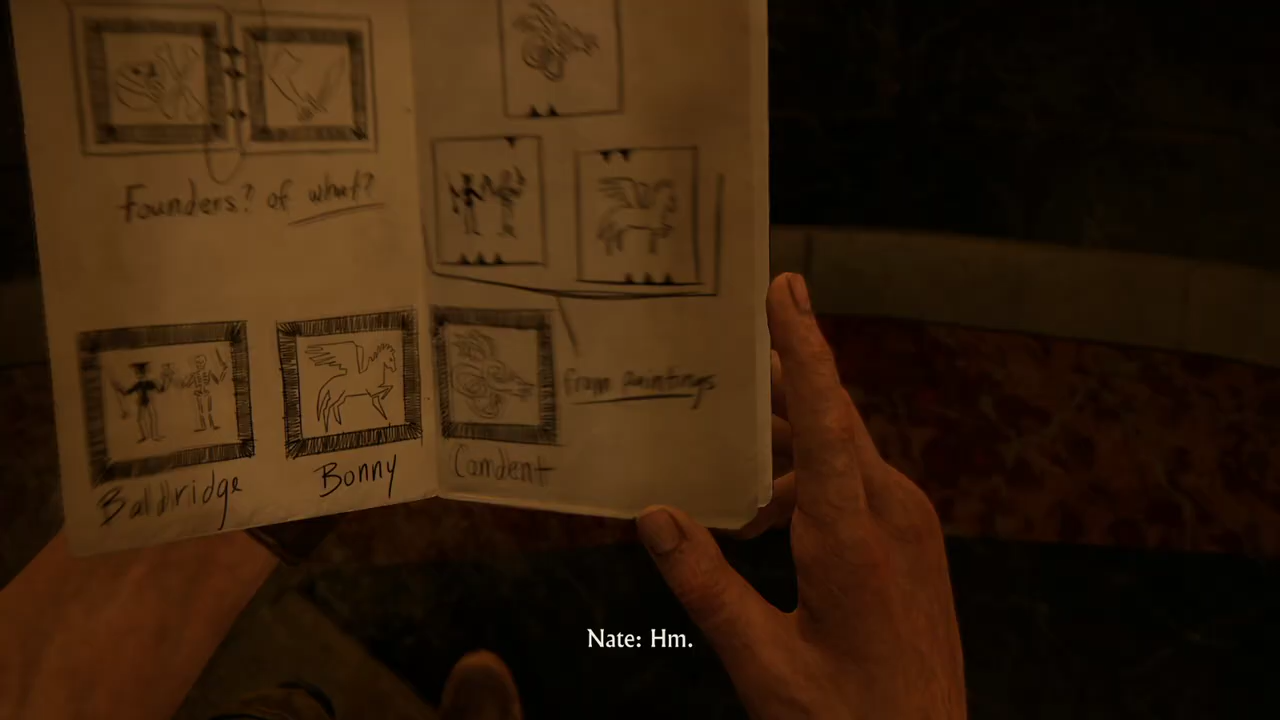 Founders? of what?
from paintings
Baldridge
Bonny
Condent
Nate: Hm.